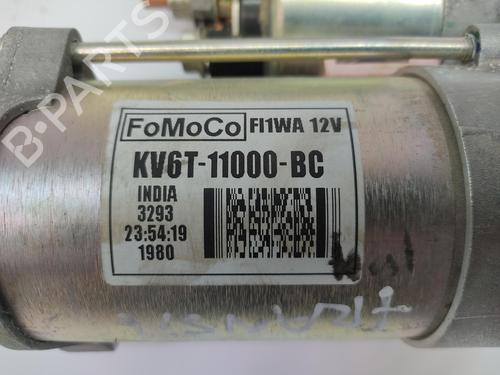 B-PARTS
FoMoCo FI1WA 12V
KV6T-11000-BC
INDIA
3293
23:54:19
1980